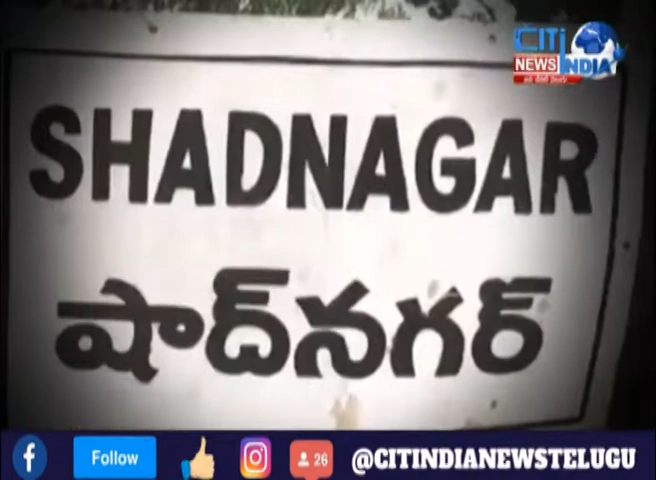 CITI
NEWS INDIA
SHADNAGAR
షాద్‌నగర్
f Follow 26 @CITINDIANEWSTELUGU